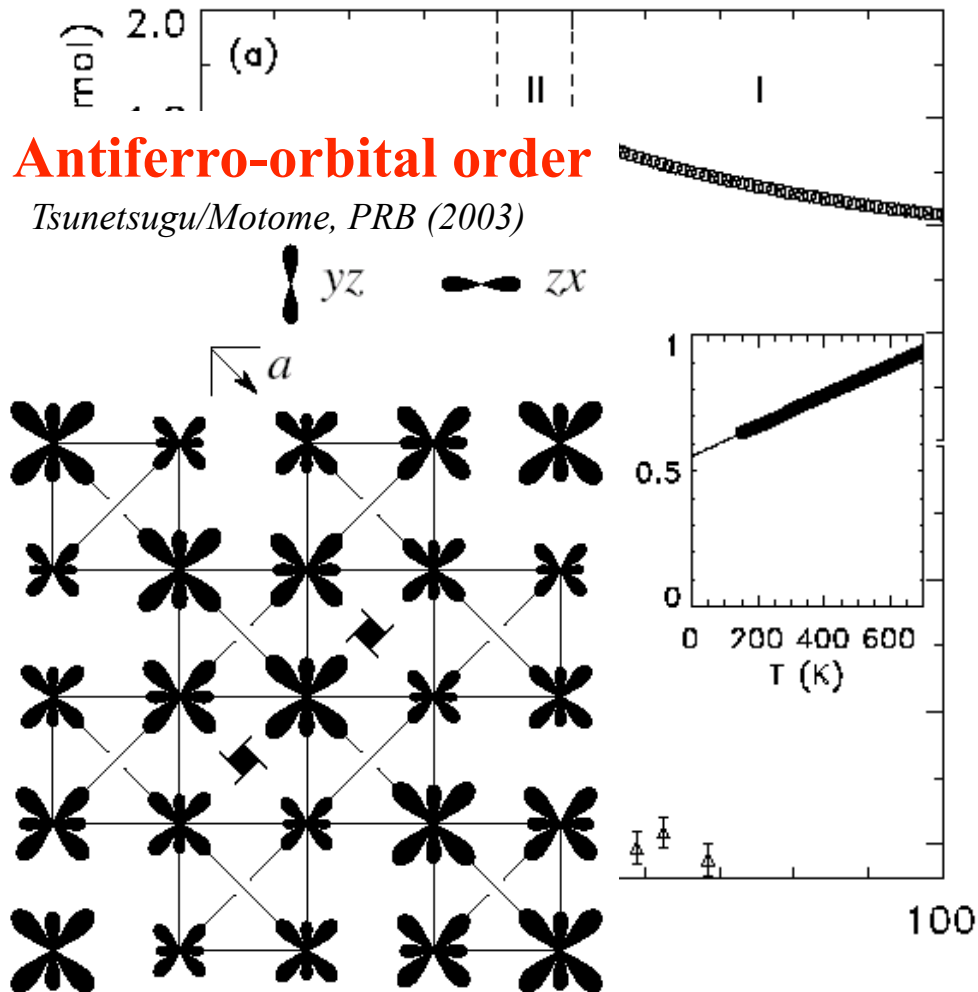 2.0
mol)
(a)
II
I
Antiferro-orbital order
Tsunetsugu/Motome, PRB (2003)
yz
zx
a
1
0.5
0
0 200 400 600
T (K)
100